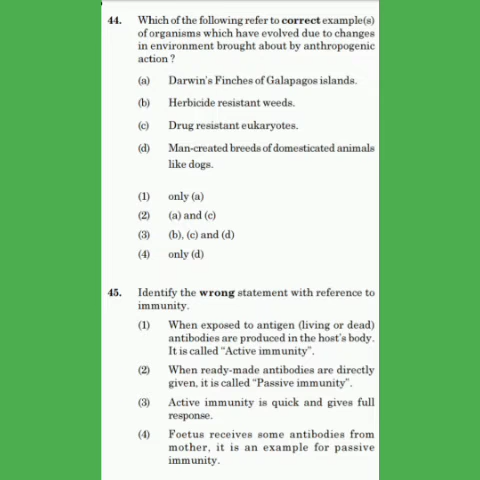 44. Which of the following refer to correct example(s)
of organisms which have evolved due to changes
in environment brought about by anthropogenic
action ?
(a) Darwin's Finches of Galapagos islands.
(b) Herbicide resistant weeds.
(c) Drug resistant eukaryotes.
(d) Man-created breeds of domesticated animals
like dogs.
(1) only (a)
(2) (a) and (c)
(3) (b), (c) and (d)
(4) only (d)
45. Identify the wrong statement with reference to
immunity.
(1) When exposed to antigen (living or dead)
antibodies are produced in the host's body.
It is called "Active immunity".
(2) When ready-made antibodies are directly
given, it is called "Passive immunity".
(3) Active immunity is quick and gives full
response.
(4) Foetus receives some antibodies from
mother, it is an example for passive
immunity.